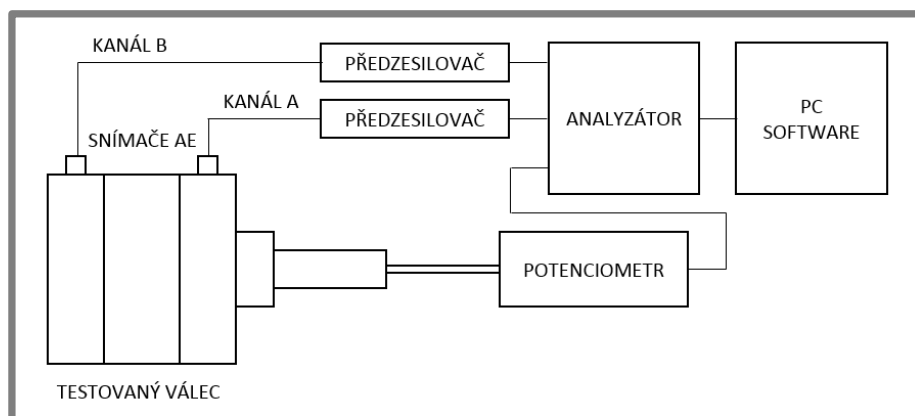 KANÁL B
PŘEDZESILOVAČ
KANÁL A
PŘEDZESILOVAČ
SNÍMAČE AE
ANALYZÁTOR
PC
SOFTWARE
POTENCIOMETR
TESTOVANÝ VÁLEC